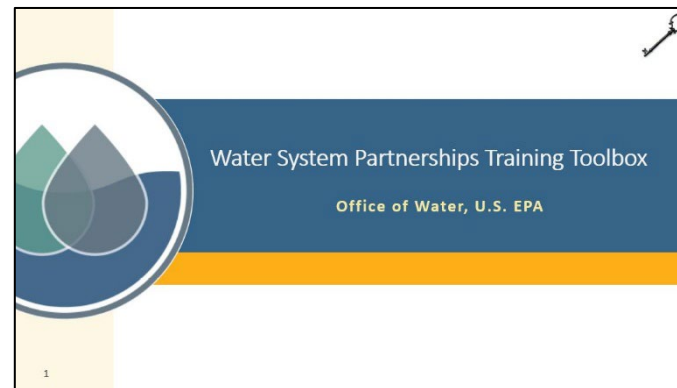 Water System Partnerships Training Toolbox
Office of Water, U.S. EPA
1